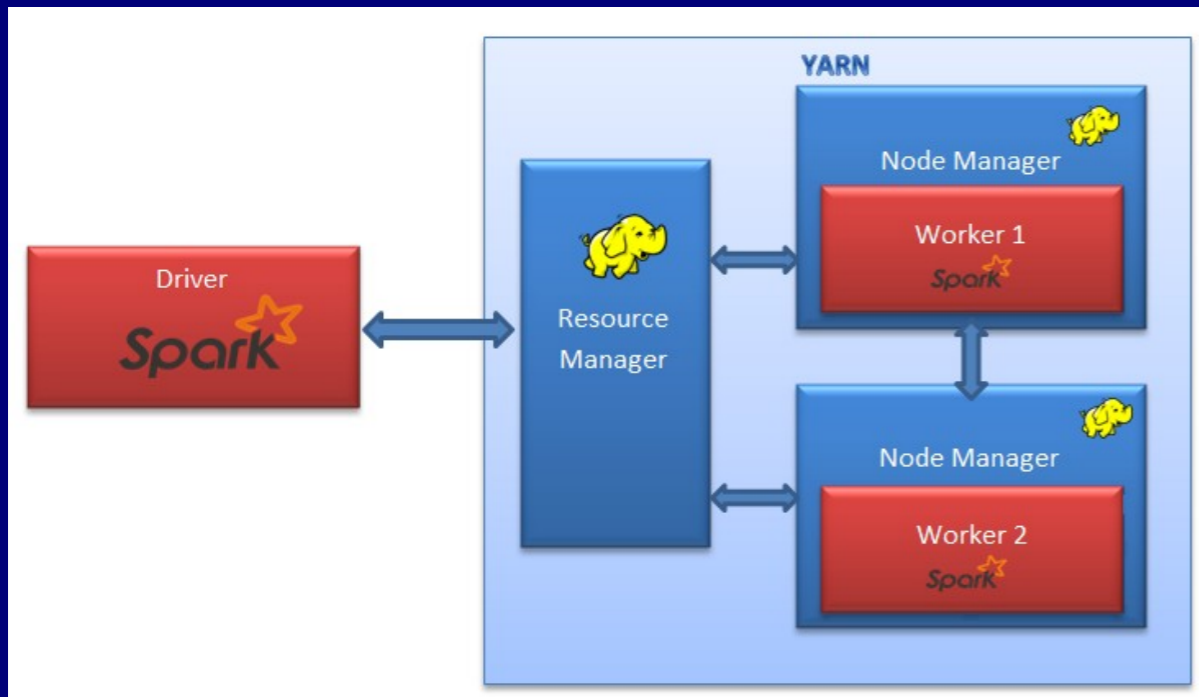 YARN
Driver
Spark
Resource
Manager
Node Manager
Worker 1
Spark
Node Manager
Worker 2
Spark